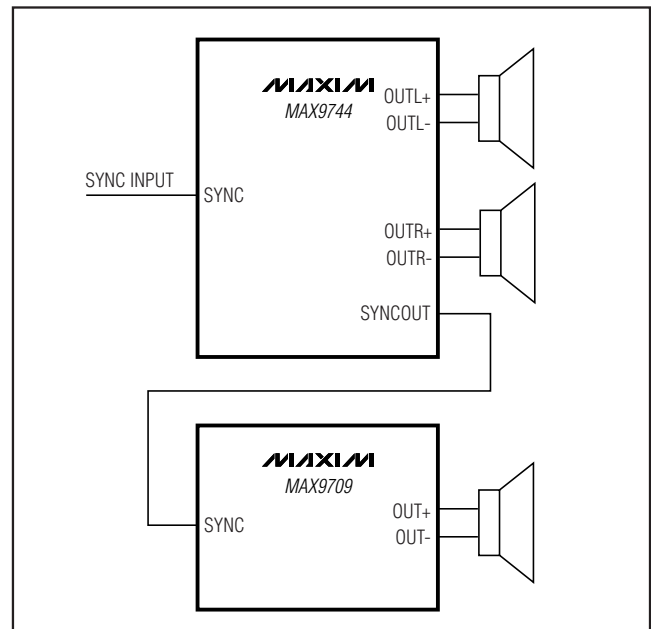 MAXIM
MAX9744
OUTL+
OUTL-
SYNC INPUT
SYNC
OUTR+
OUTR-
SYNCOUT
MAXIM
MAX9709
SYNC
OUT+
OUT-